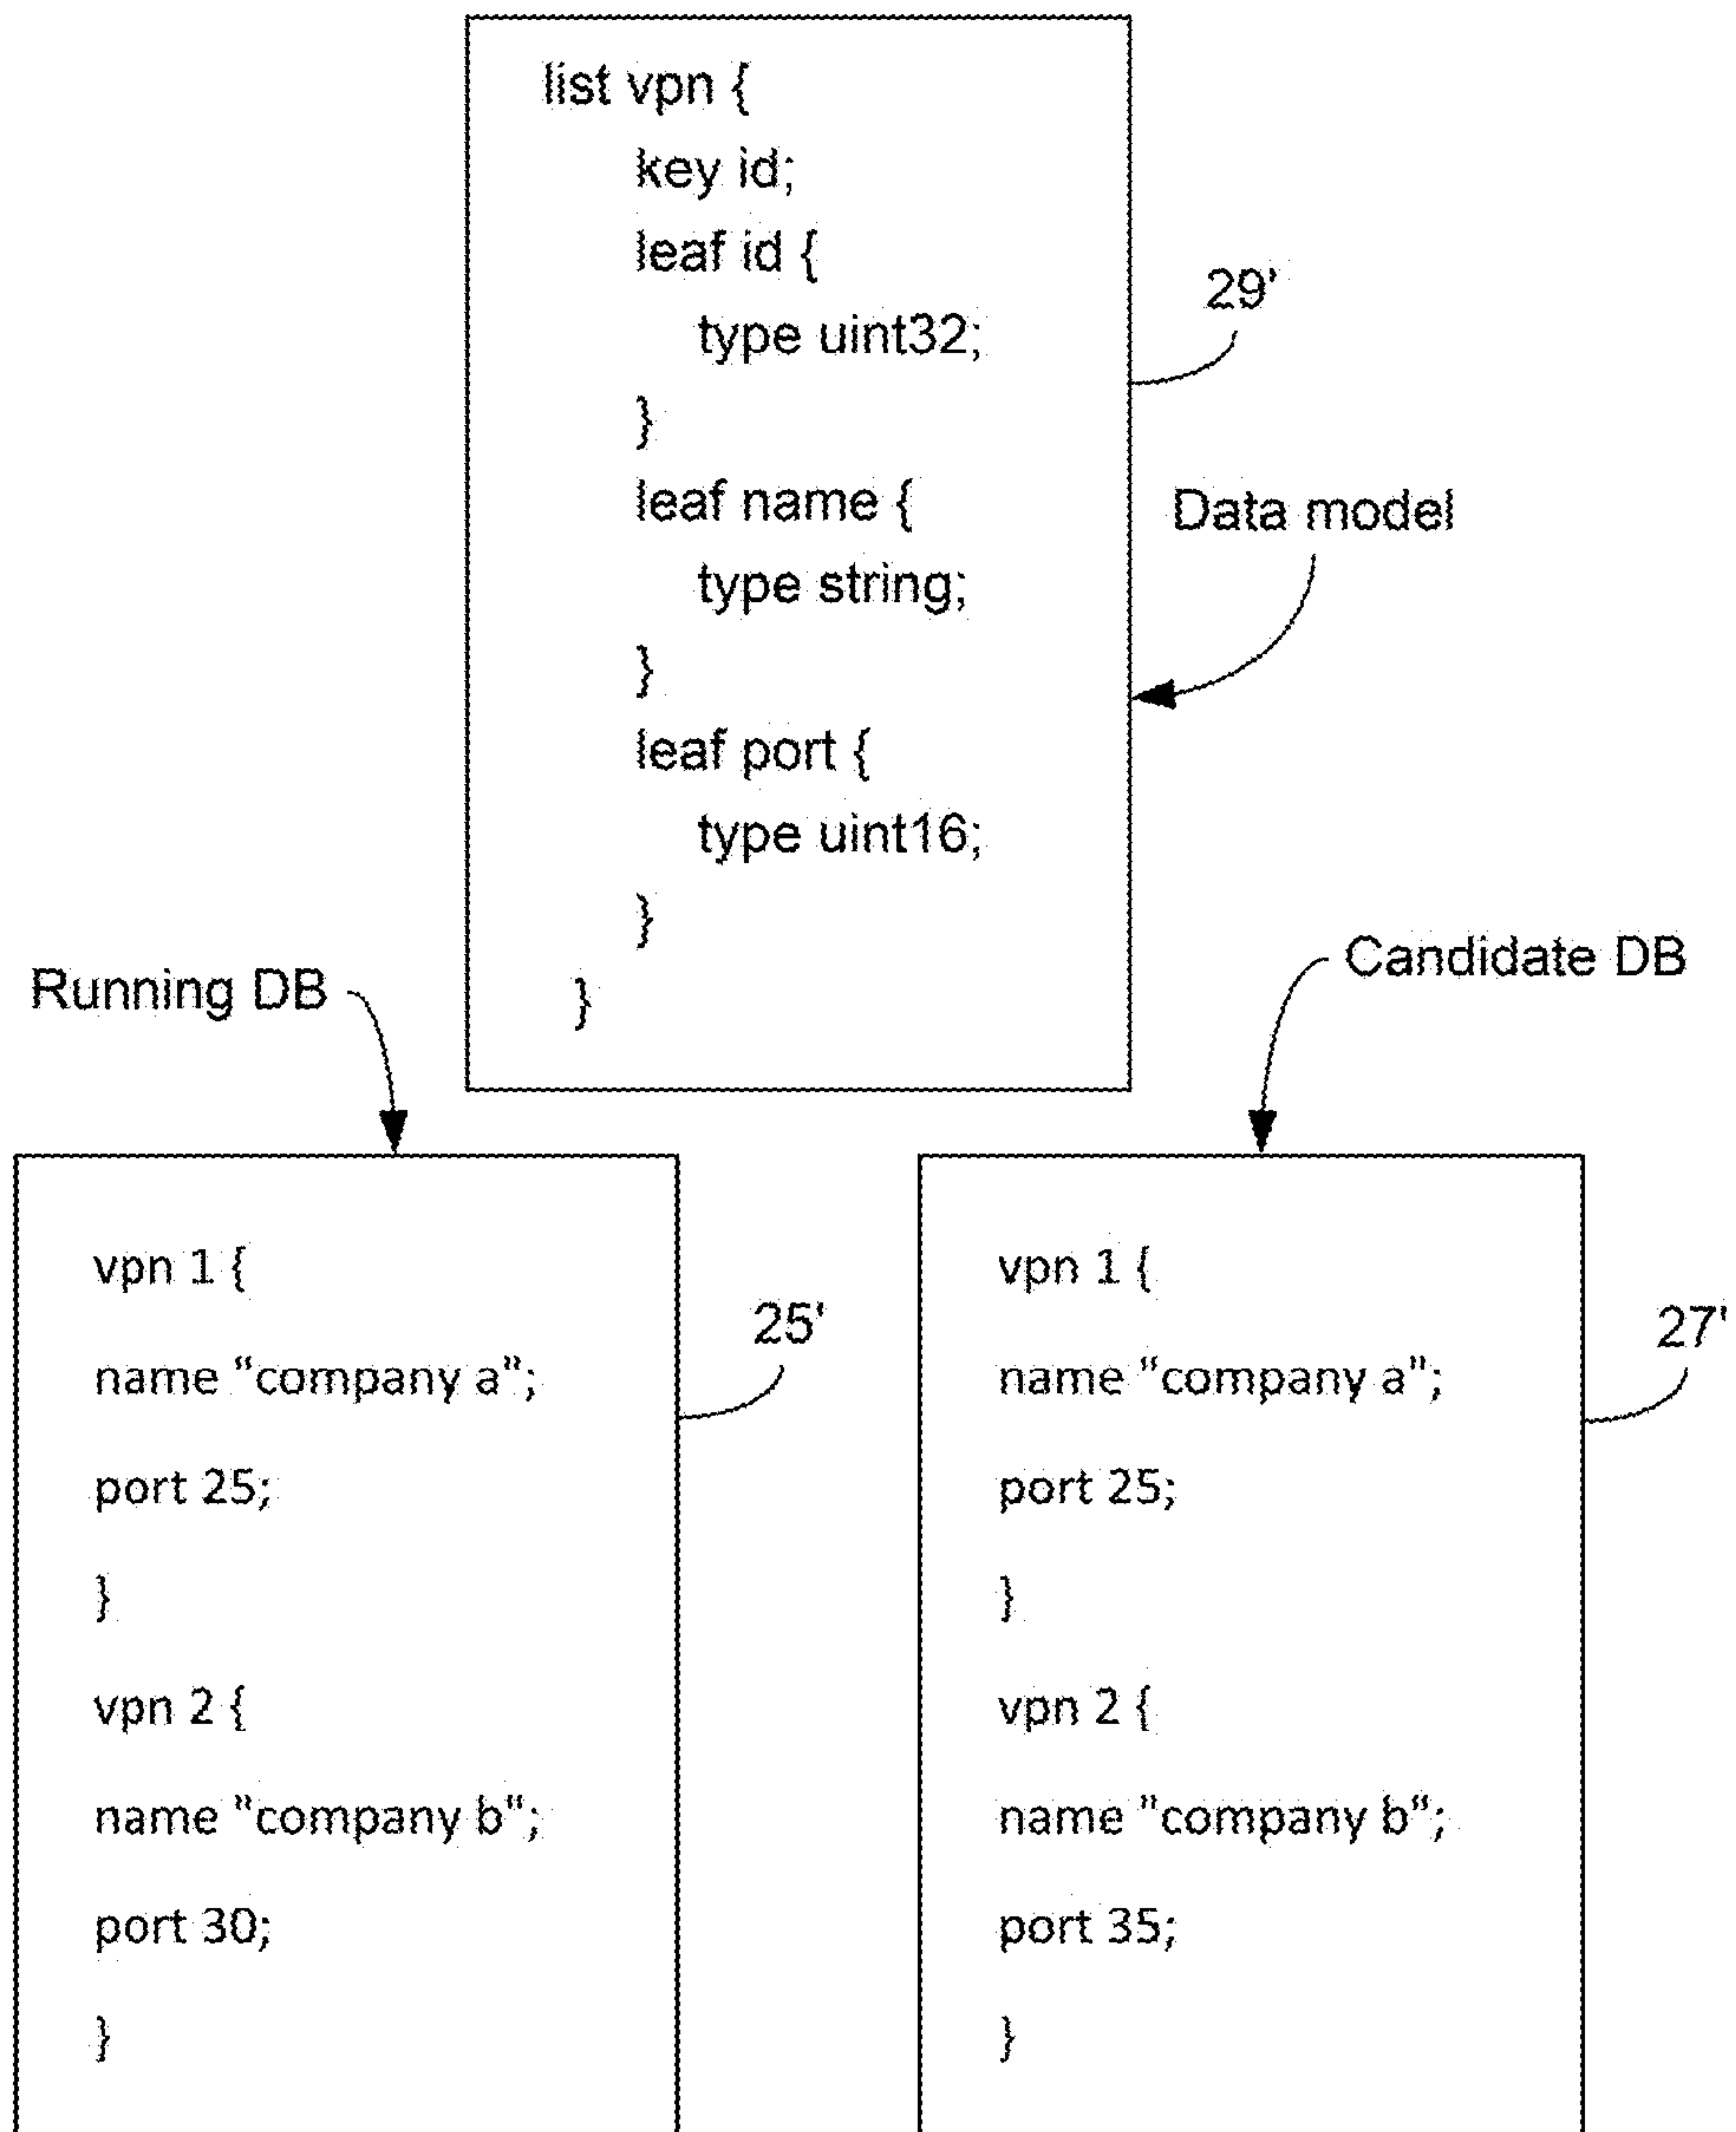 list vpn {
key id;
leaf id {
type uint32;
}
leaf name {
type string;
}
leaf port {
type uint16;
}
}
29'
Data model
Running DB
Candidate DB
vpn 1 {
name “company a";
port 25;
}
vpn 2 {
name "company b";
port 30;
}
25'
vpn 1 {
name “company a";
port 25;
}
vpn 2 {
name "company b";
port 35;
}
27'